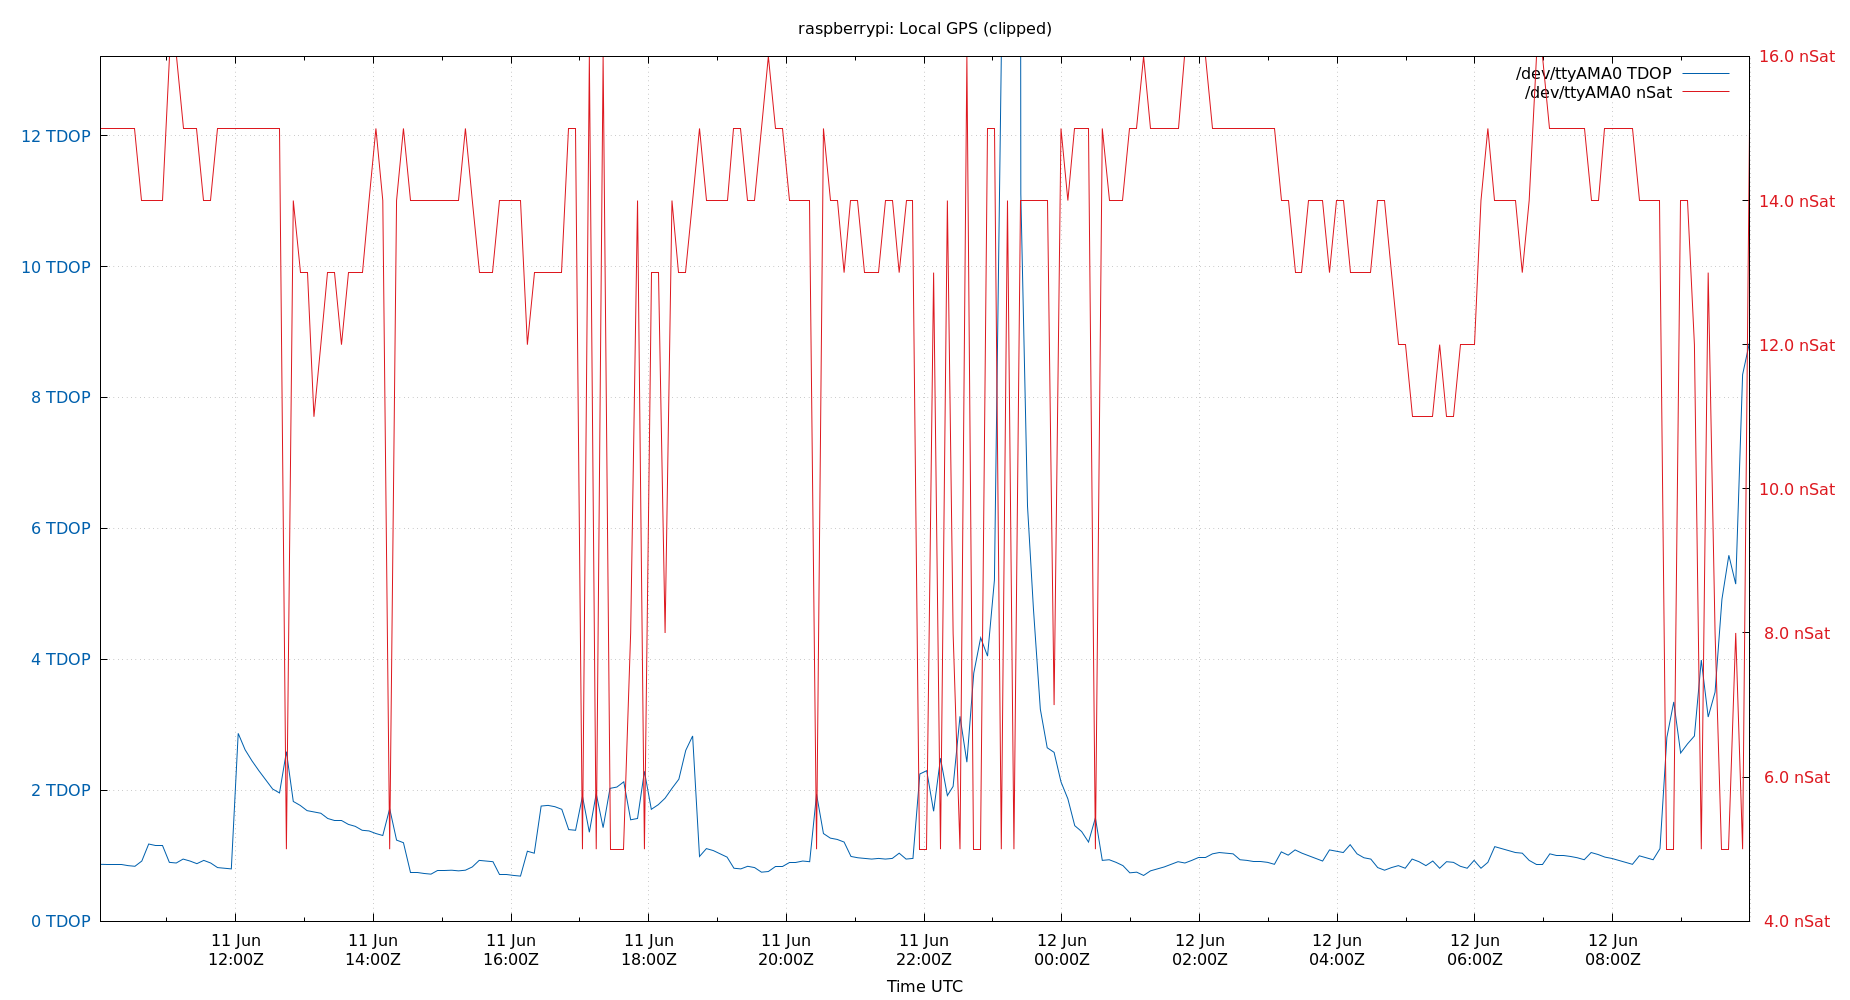 raspberrypi: Local GPS (clipped)
16.0 nSat
/dev/ttyAMA0 TDOP
/dev/ttyAMA0 nSat
12 TDOP
14.0 nSat
10 TDOP
12.0 nSat
8 TDOP
10.0 nSat
6 TDOP
8.0 nSat
4 TDOP
6.0 nSat
2 TDOP
0 TDOP
4.0 nSat
11 Jun 11 Jun 11 Jun 11 Jun 11 Jun 11 Jun 12 Jun 12 Jun 12 Jun 12 Jun 12 Jun
12:00Z 14:00Z 16:00Z 18:00Z 20:00Z 22:00Z 00:00Z 02:00Z 04:00Z 06:00Z 08:00Z
Time UTC